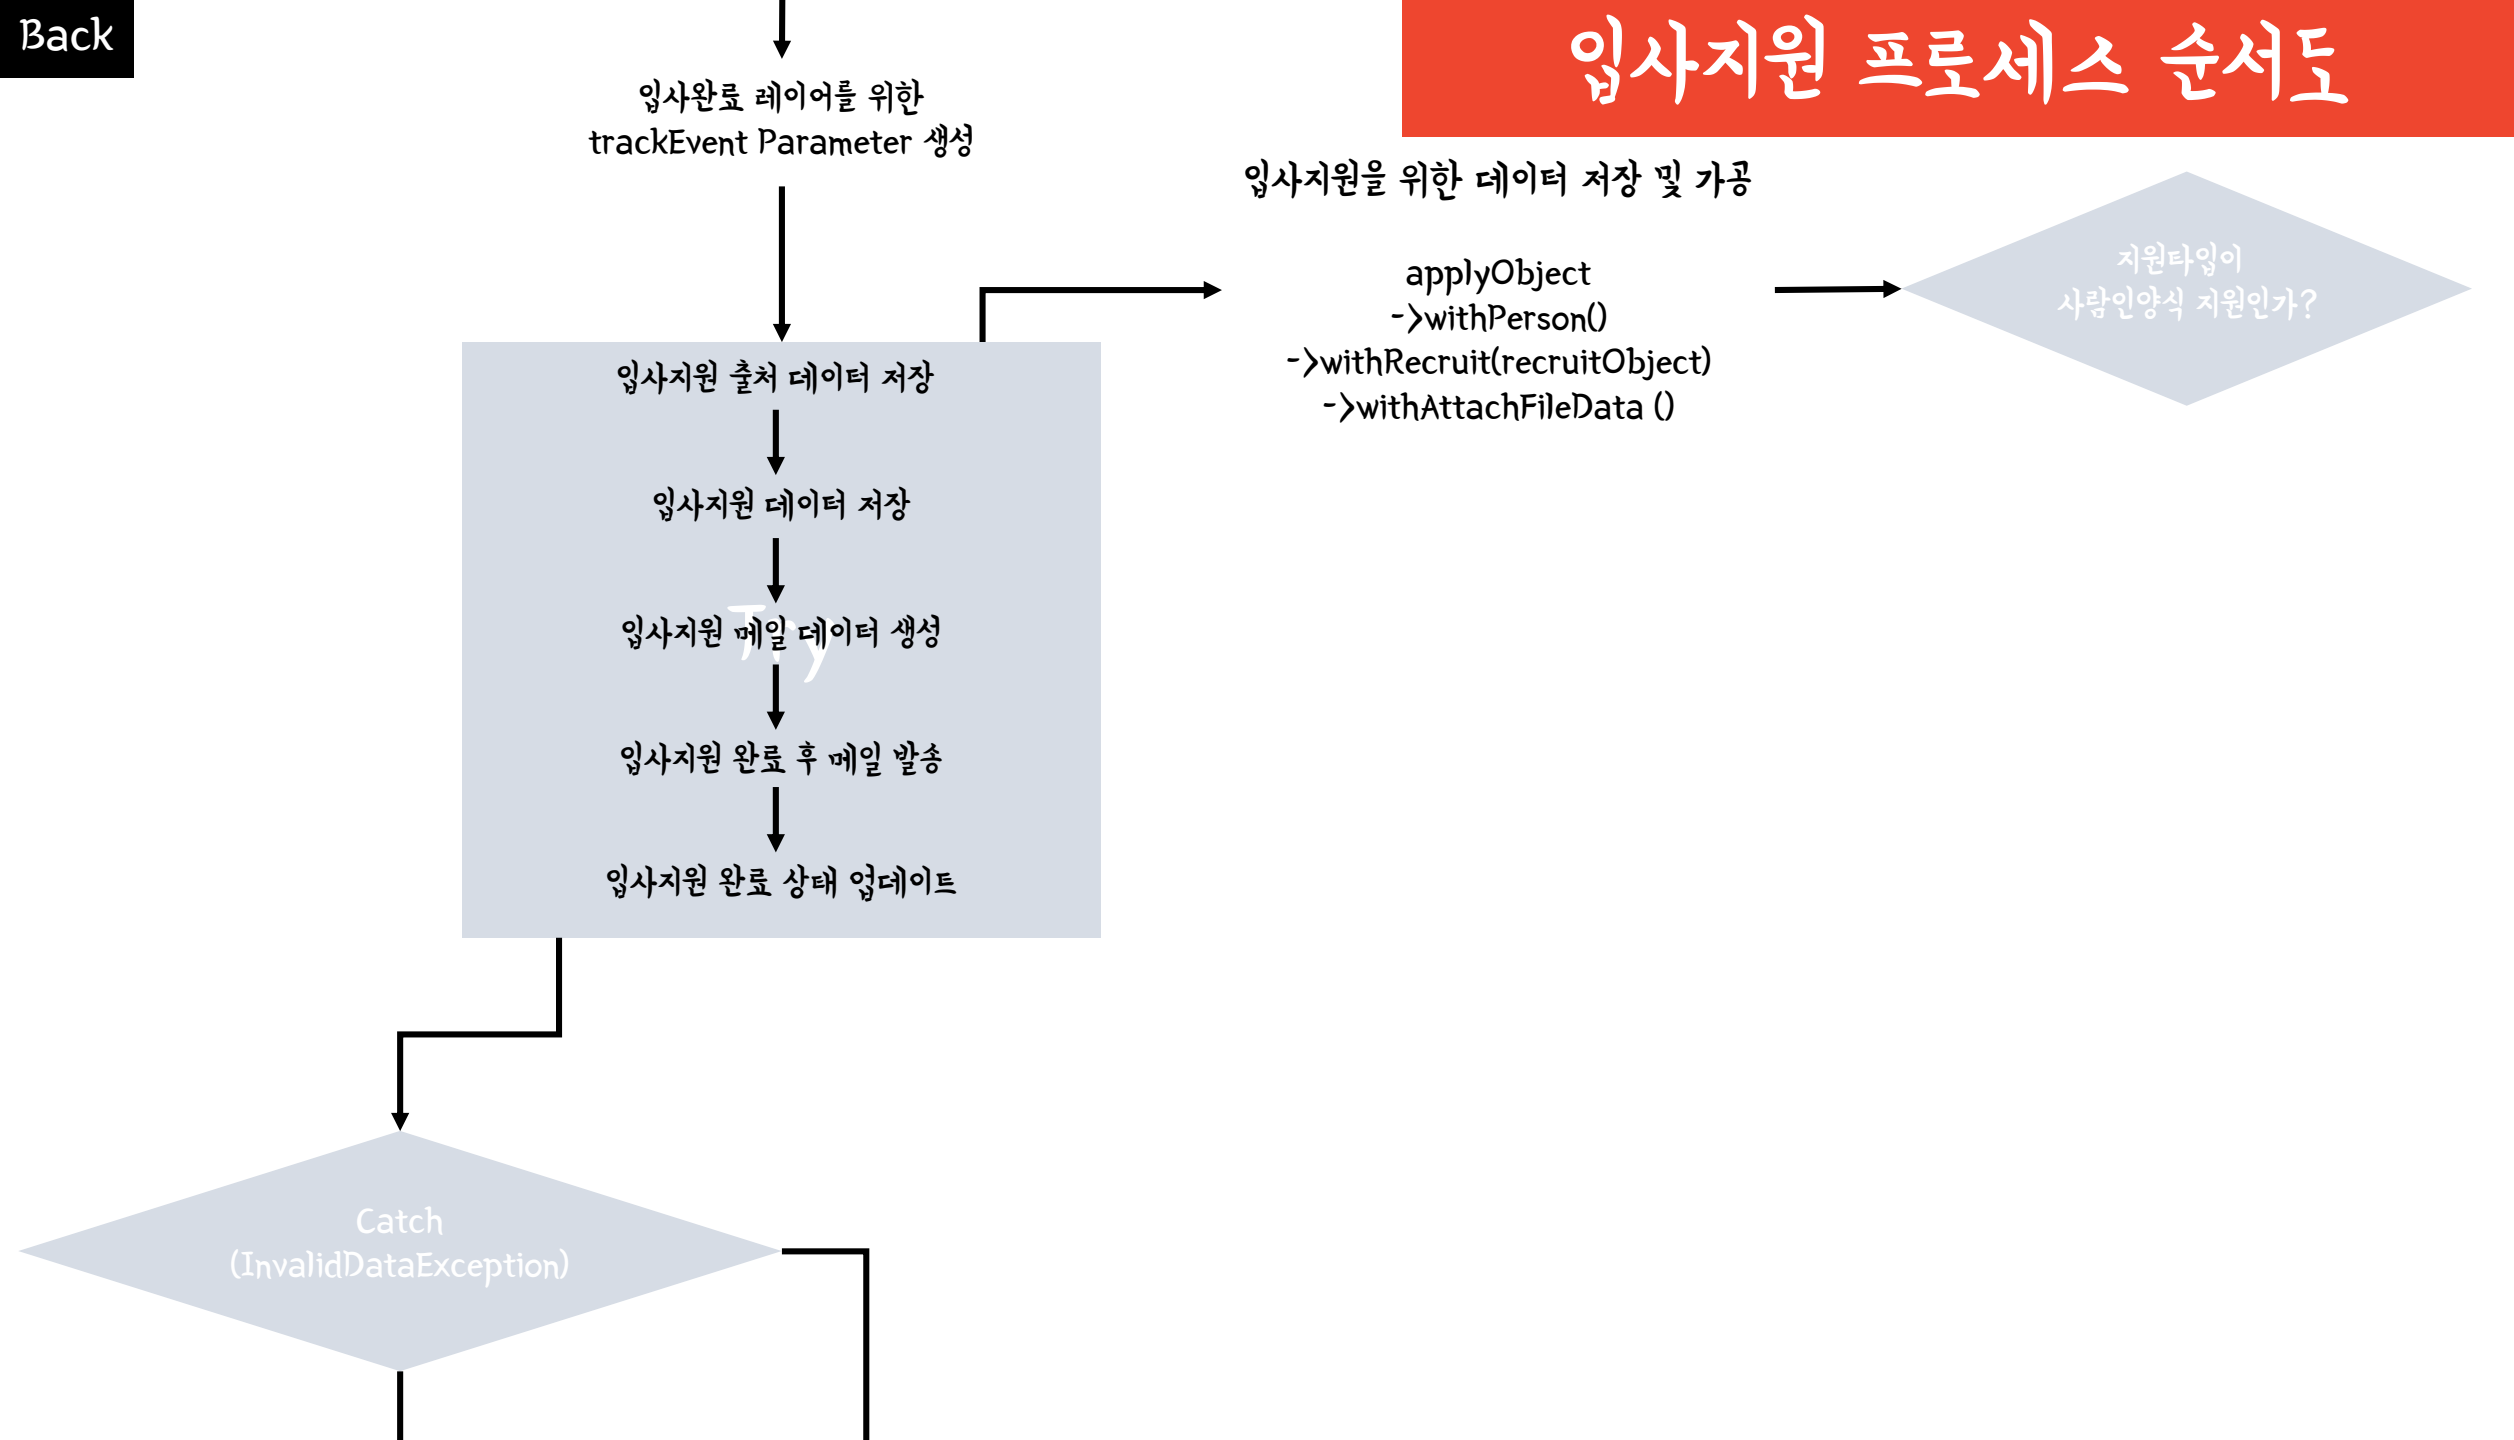 Back
입사지원 프로세스 순서도
입사완료 레이어를 위한
trackEvent Parameter 생성
입사지원을 위한 데이터 저장 및 가공
applyObject
->withPerson()
->withRecruit(recruitObject)
->withAttachFileData ()
지원타입이
사람인양식 지원인가?
입사지원 출처 데이터 저장
입사지원 데이터 저장
Try
입사지원 메일 데이터 생성
입사지원 완료 후 메일 발송
입사지원 완료 상태 업데이트
Catch
(InvalidDataException)